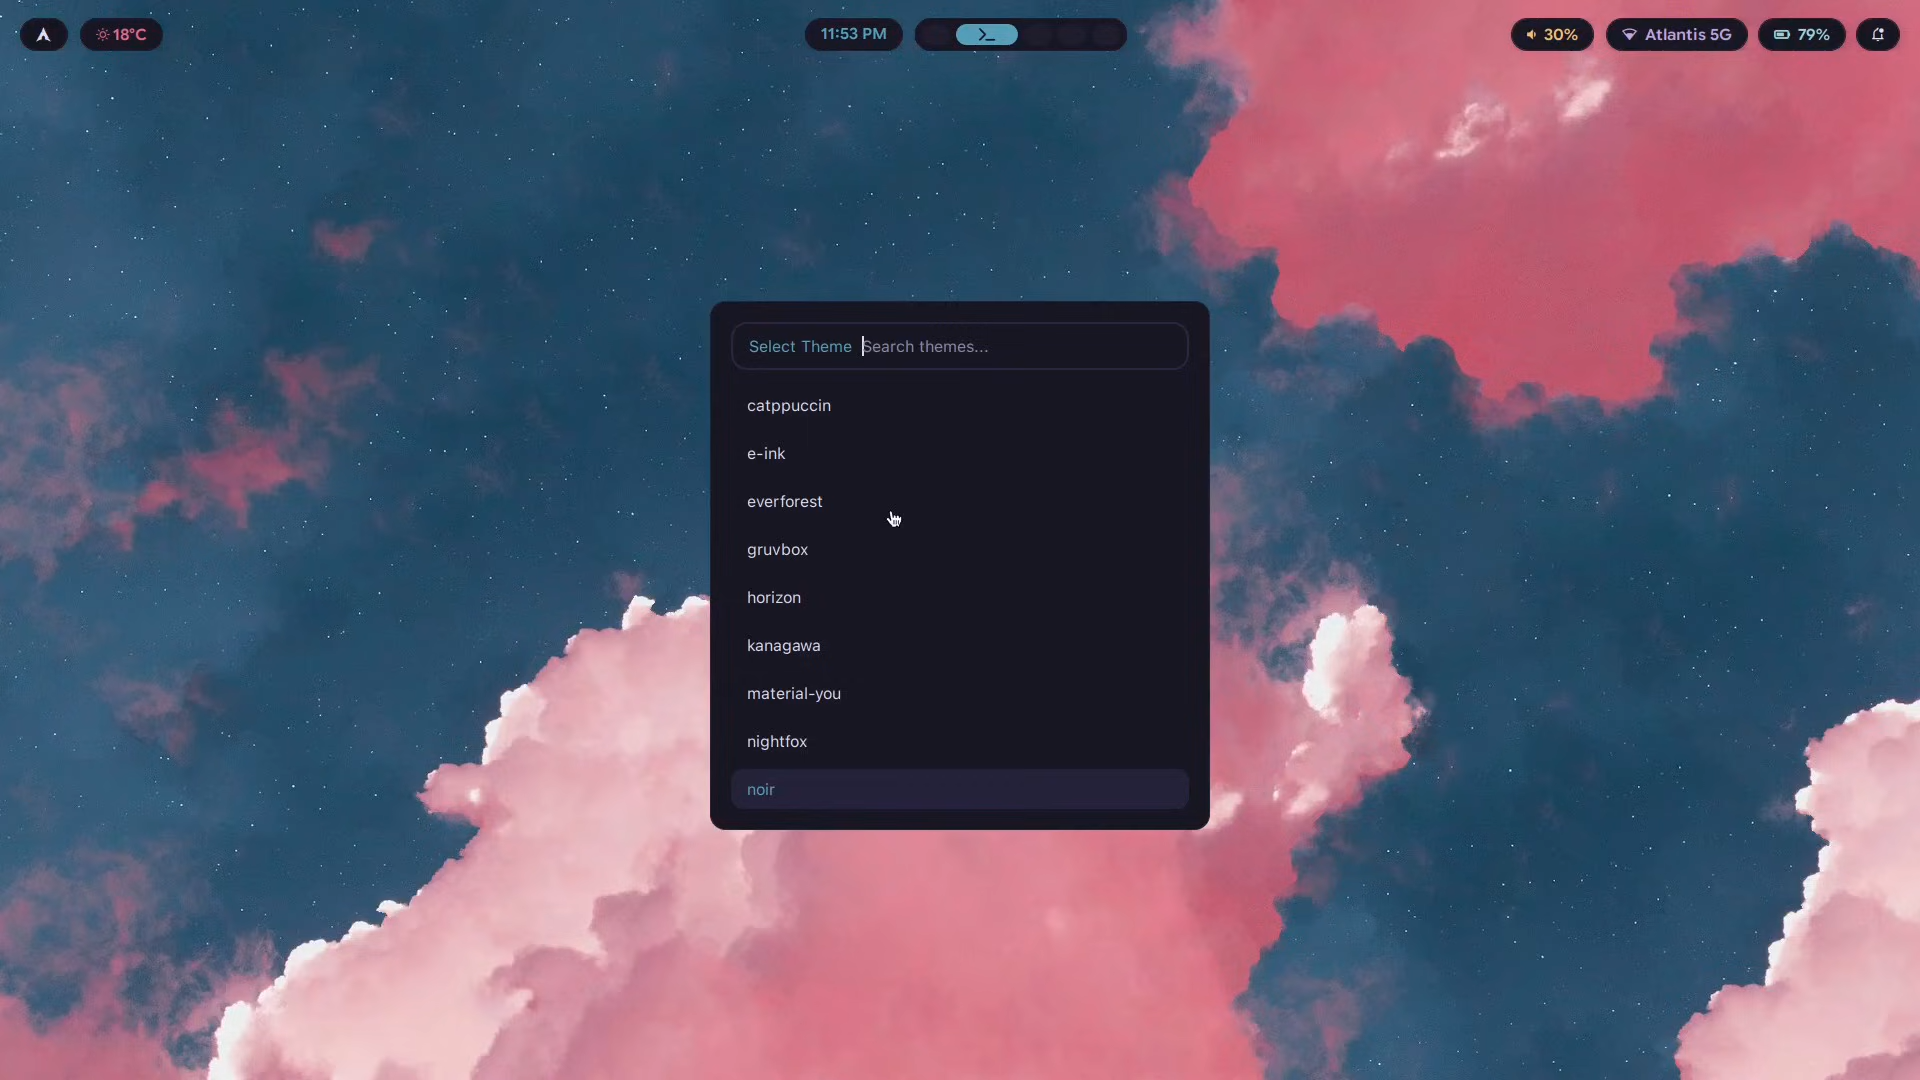 18°C
11:53 PM
30%
Atlantis 5G
79%
Select Theme Search themes...
catppuccin
e-ink
everforest
gruvbox
horizon
kanagawa
material-you
nightfox
noir